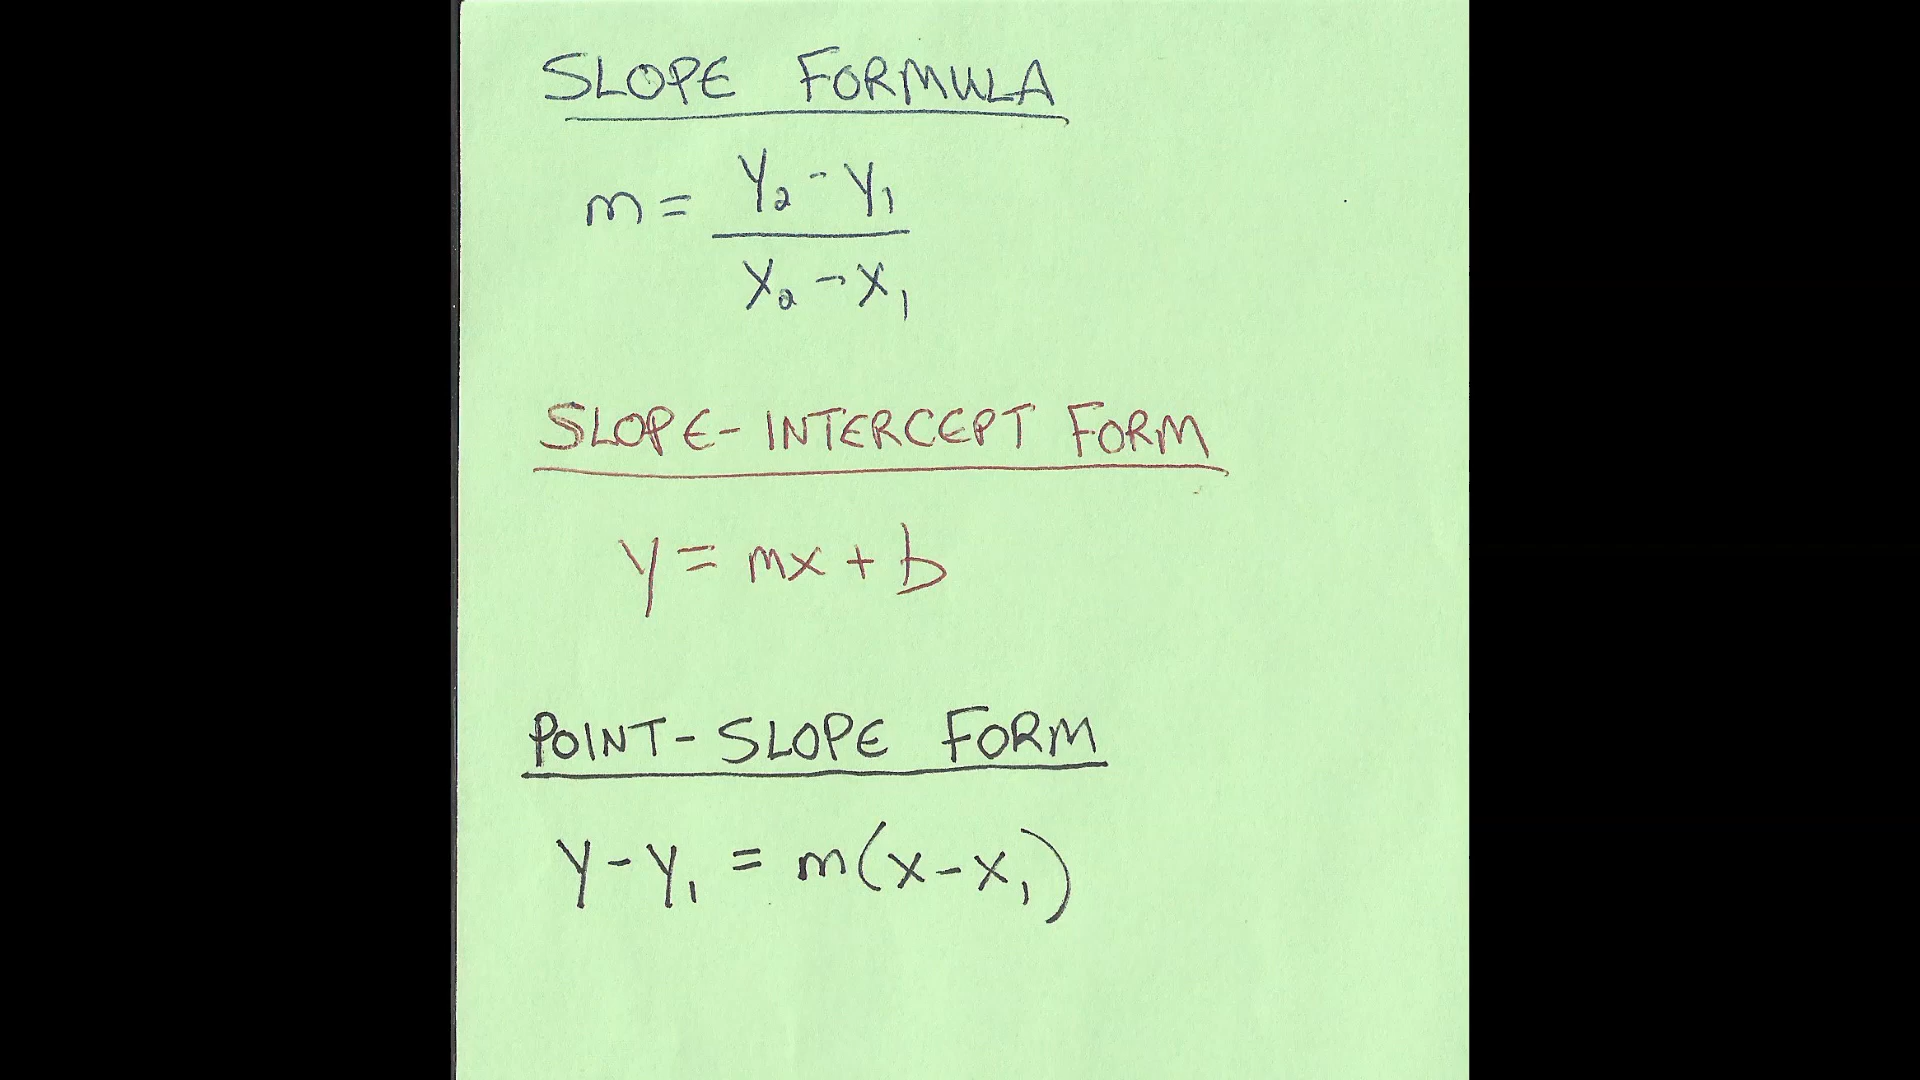 SLOPE FORMULA
m = y₂ - y₁
x₂ - x₁
SLOPE-INTERCEPT FORM
y = mx + b
POINT-SLOPE FORM
y - y₁ = m(x - x₁)